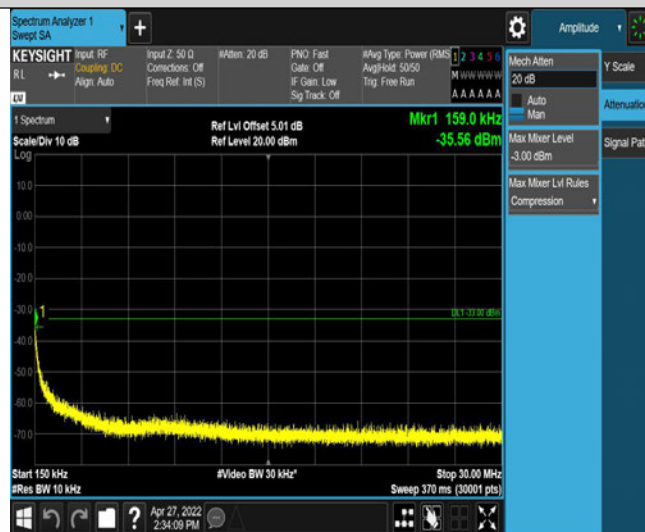 Spectrum Analyzer 1
Swept SA
Amplitude
KEYSIGHT
Input: RF
Coupling: DC
Align: Auto
RL
LXI
Input Z: 50 Ω
Corrections: Off
Freq Ref: Int (S)
#Atten: 20 dB
PNO: Fast
Gate: Off
IF Gain: Low
Sig Track: Off
#Avg Type: Power (RMS
Avg|Hold: 50/50
Trig: Free Run
1 2 3 4 5 6
M W W W W W
A A A A A A
1 Spectrum
Scale/Div 10 dB
Log
Ref Lvl Offset 5.01 dB
Ref Level 20.00 dBm
Mkr1 159.0 kHz
-35.56 dBm
10.0
0.00
-10.0
-20.0
-30.0
-40.0
-50.0
-60.0
-70.0
1
DL1 -33.00 dBm
Start 150 kHz
#Res BW 10 kHz
#Video BW 30 kHz*
Stop 30.00 MHz
Sweep 370 ms (30001 pts)
Mech Atten
20 dB
Auto
Man
Max Mixer Level
-3.00 dBm
Max Mixer Lvl Rules
Compression
Y Scale
Attenuation
Signal Pat
?
Apr 27, 2022
2:34:09 PM